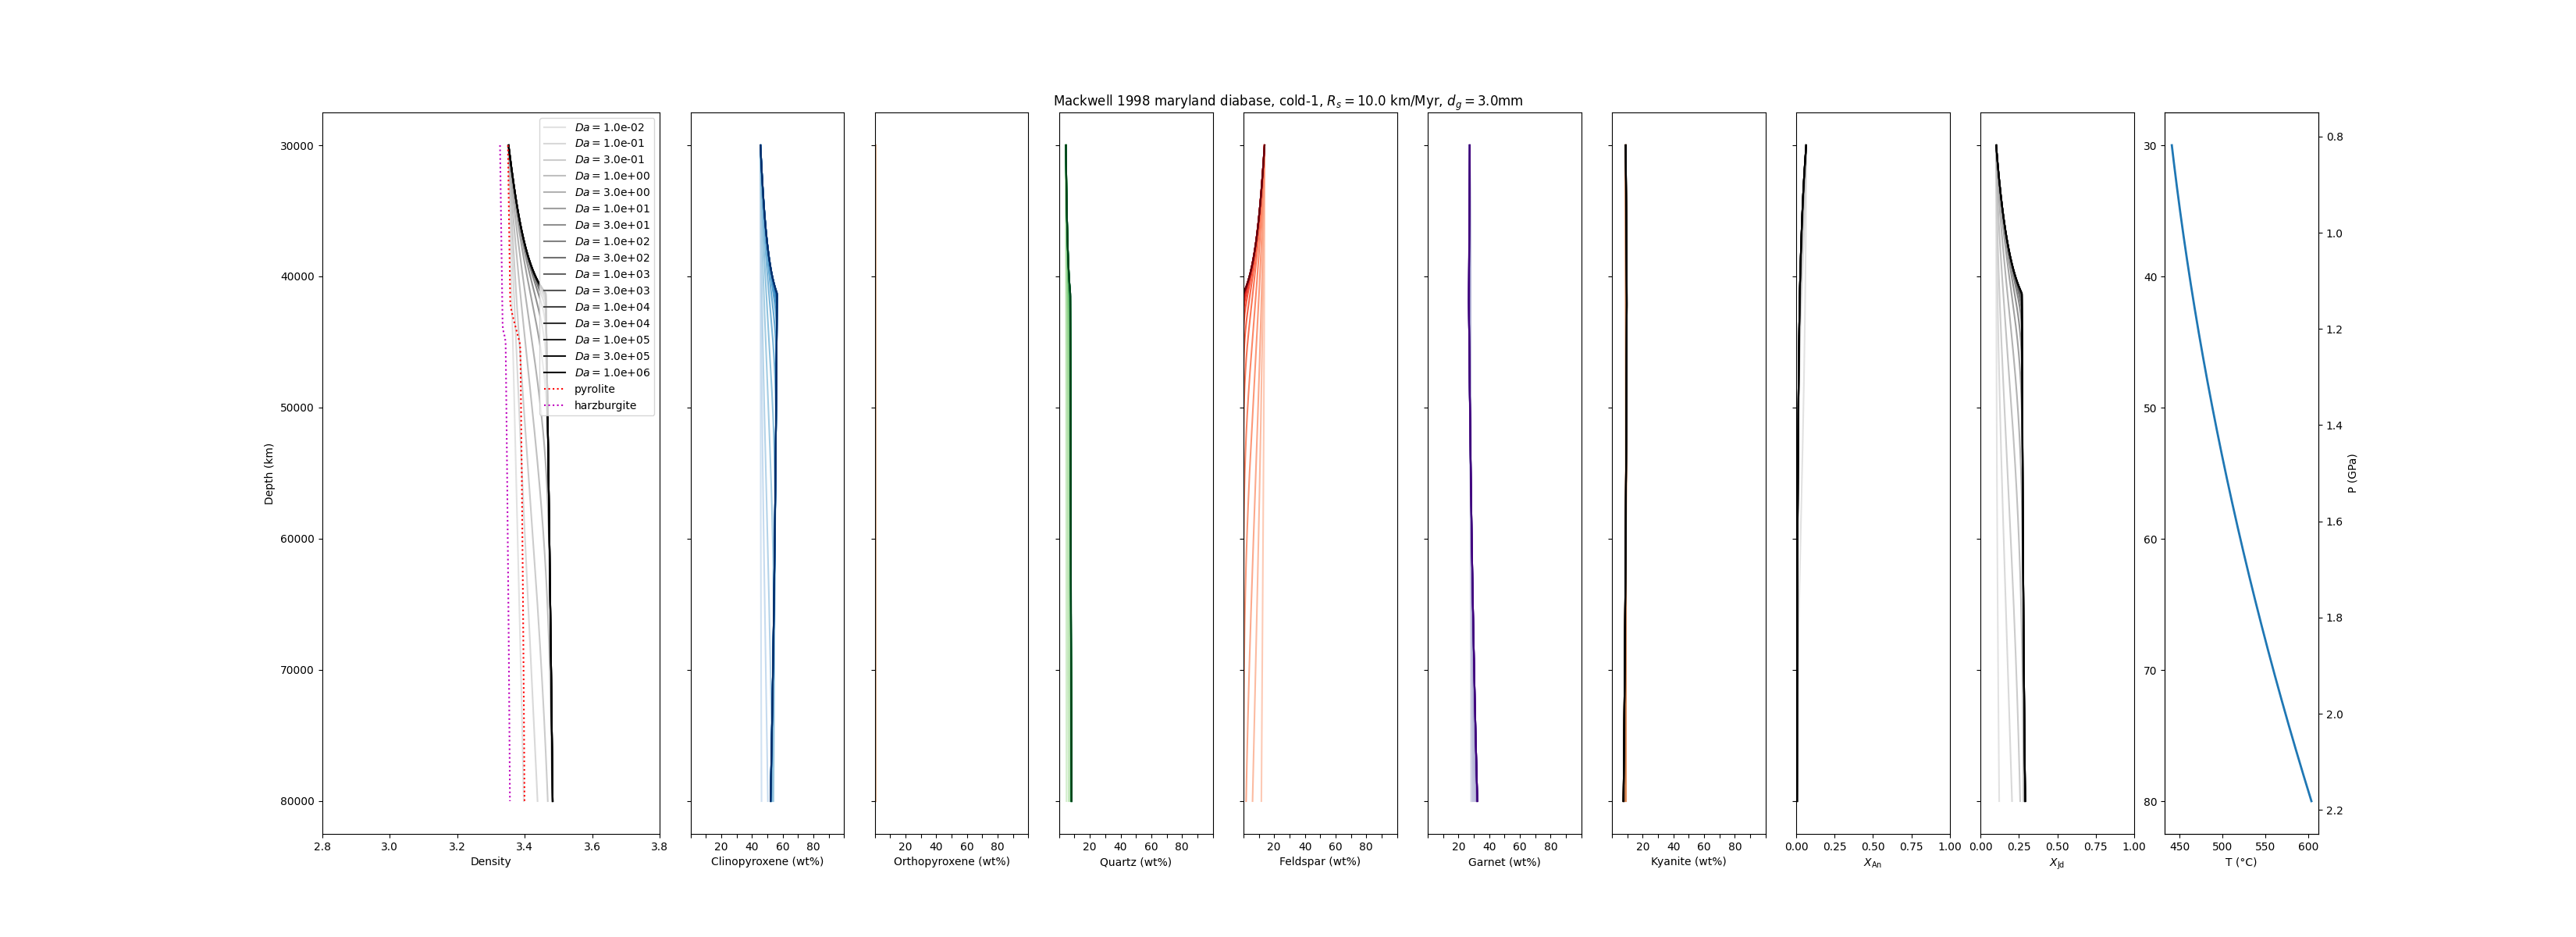 Mackwell 1998 maryland diabase, cold-1, Rs = 10.0 km/Myr, dg = 3.0mm
Da = 1.0e-02
Da = 1.0e-01
Da = 3.0e-01
Da = 1.0e+00
Da = 3.0e+00
Da = 1.0e+01
Da = 3.0e+01
Da = 1.0e+02
Da = 3.0e+02
Da = 1.0e+03
Da = 3.0e+03
Da = 1.0e+04
Da = 3.0e+04
Da = 1.0e+05
Da = 3.0e+05
Da = 1.0e+06
pyrolite
harzburgite
30000
40000
50000
60000
70000
80000
Depth (km)
2.8 3.0 3.2 3.4 3.6 3.8
Density
20 40 60 80
Clinopyroxene (wt%)
20 40 60 80
Orthopyroxene (wt%)
20 40 60 80
Quartz (wt%)
20 40 60 80
Feldspar (wt%)
20 40 60 80
Garnet (wt%)
20 40 60 80
Kyanite (wt%)
0.00 0.25 0.50 0.75 1.00
XAn
0.00 0.25 0.50 0.75 1.00
XJd
30
40
50
60
70
80
450 500 550 600
T (°C)
0.8
1.0
1.2
1.4
1.6
1.8
2.0
2.2
P (GPa)